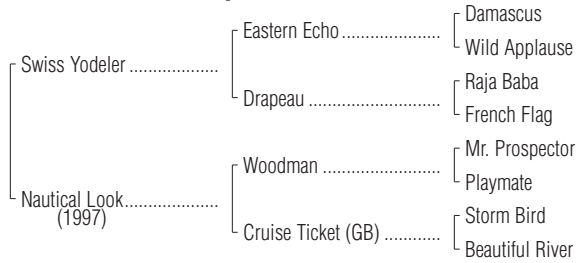 Damascus
Eastern Echo ......................
Wild Applause
Swiss Yodeler ...................
Raja Baba
Drapeau ............................
French Flag
Mr. Prospector
Woodman .........................
Playmate
Nautical Look....................
(1997)
Storm Bird
Cruise Ticket (GB) ............
Beautiful River